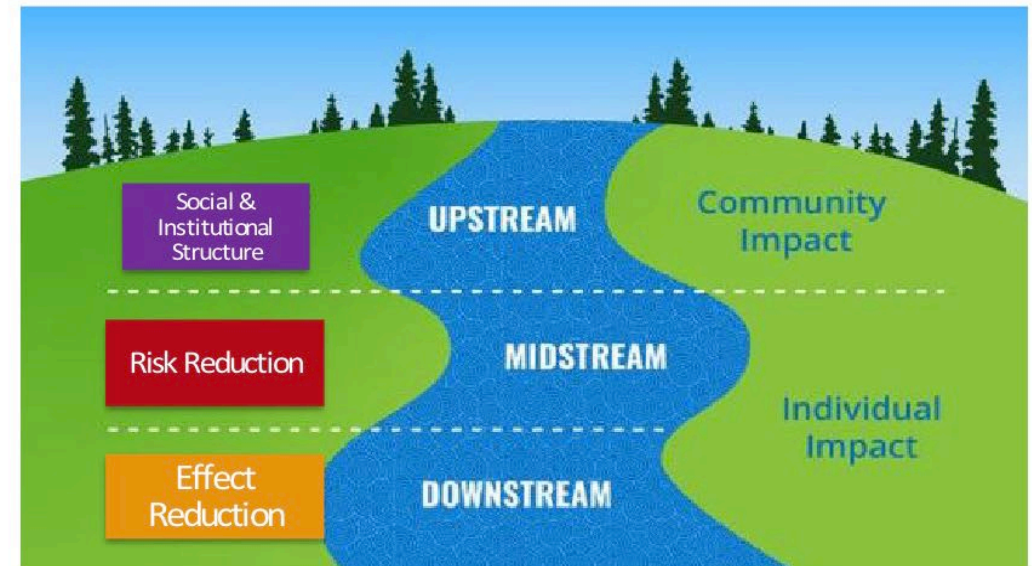 Social &
Institutional
Structure
UPSTREAM
Community
Impact
Risk Reduction
MIDSTREAM
Individual
Impact
Effect
Reduction
DOWNSTREAM